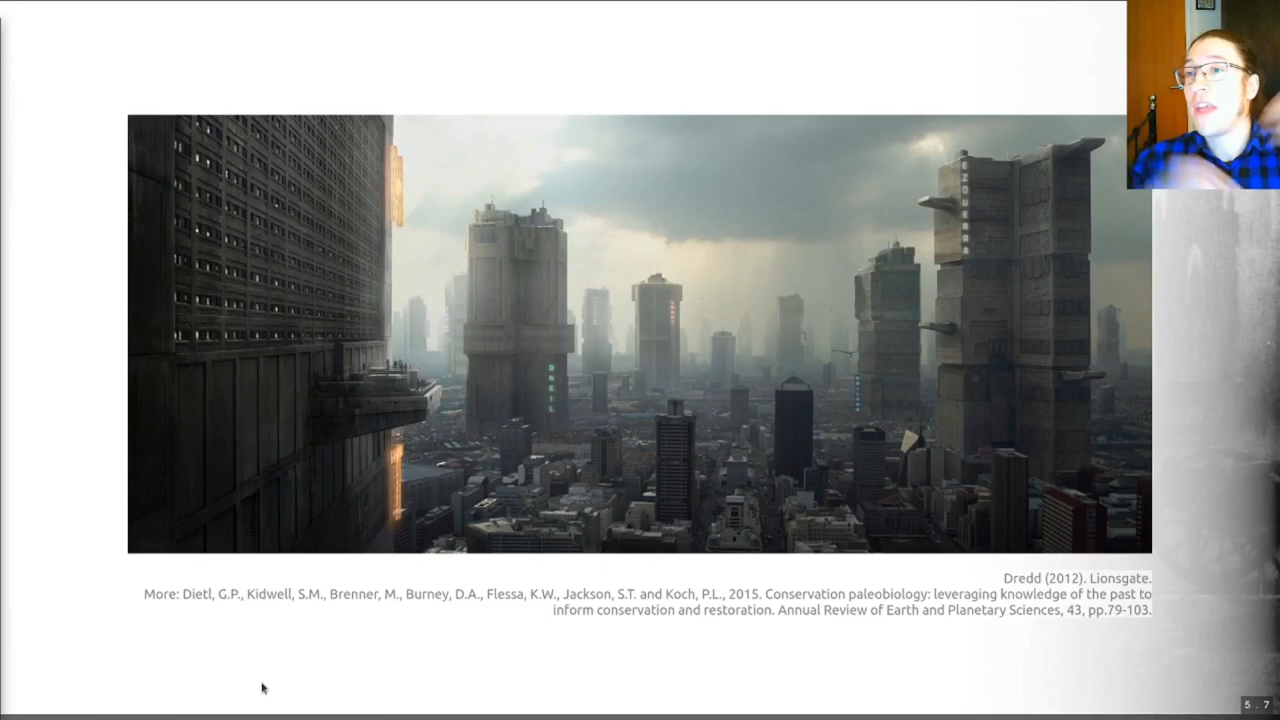 EZQUERRA
ONEIL
Dredd (2012). Lionsgate.
More: Dietl, G.P., Kidwell, S.M., Brenner, M., Burney, D.A., Flessa, K.W., Jackson, S.T. and Koch, P.L., 2015. Conservation paleobiology: leveraging knowledge of the past to
inform conservation and restoration. Annual Review of Earth and Planetary Sciences, 43, pp.79-103.
5 . 7